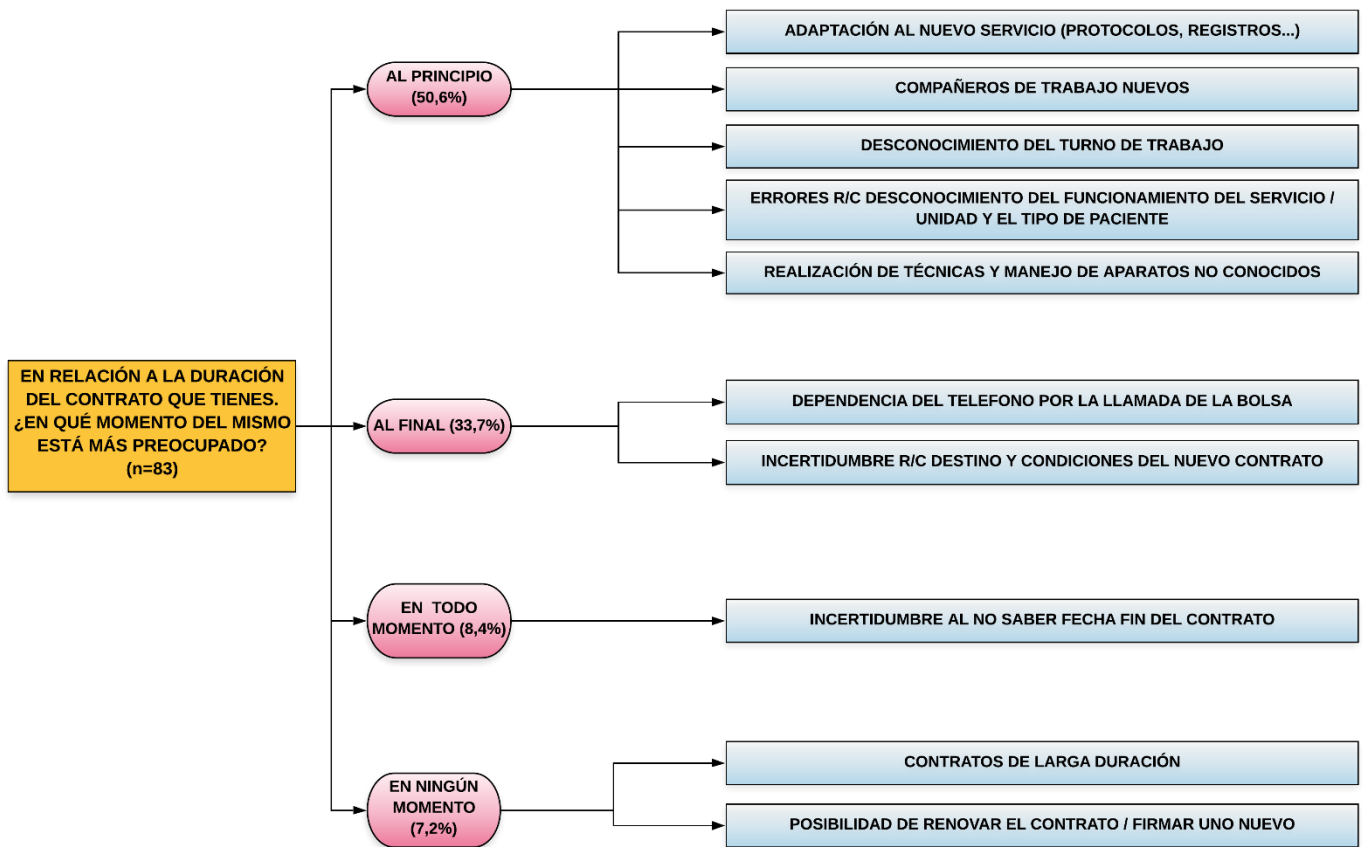 EN RELACIÓN A LA DURACIÓN
DEL CONTRATO QUE TIENES.
¿EN QUÉ MOMENTO DEL MISMO
ESTÁ MÁS PREOCUPADO?
(n=83)
AL PRINCIPIO
(50,6%)
ADAPTACIÓN AL NUEVO SERVICIO (PROTOCOLOS, REGISTROS...)
COMPAÑEROS DE TRABAJO NUEVOS
DESCONOCIMIENTO DEL TURNO DE TRABAJO
ERRORES R/C DESCONOCIMIENTO DEL FUNCIONAMIENTO DEL SERVICIO /
UNIDAD Y EL TIPO DE PACIENTE
REALIZACIÓN DE TÉCNICAS Y MANEJO DE APARATOS NO CONOCIDOS
AL FINAL (33,7%)
DEPENDENCIA DEL TELEFONO POR LA LLAMADA DE LA BOLSA
INCERTIDUMBRE R/C DESTINO Y CONDICIONES DEL NUEVO CONTRATO
EN TODO
MOMENTO (8,4%)
INCERTIDUMBRE AL NO SABER FECHA FIN DEL CONTRATO
EN NINGÚN
MOMENTO
(7,2%)
CONTRATOS DE LARGA DURACIÓN
POSIBILIDAD DE RENOVAR EL CONTRATO / FIRMAR UNO NUEVO